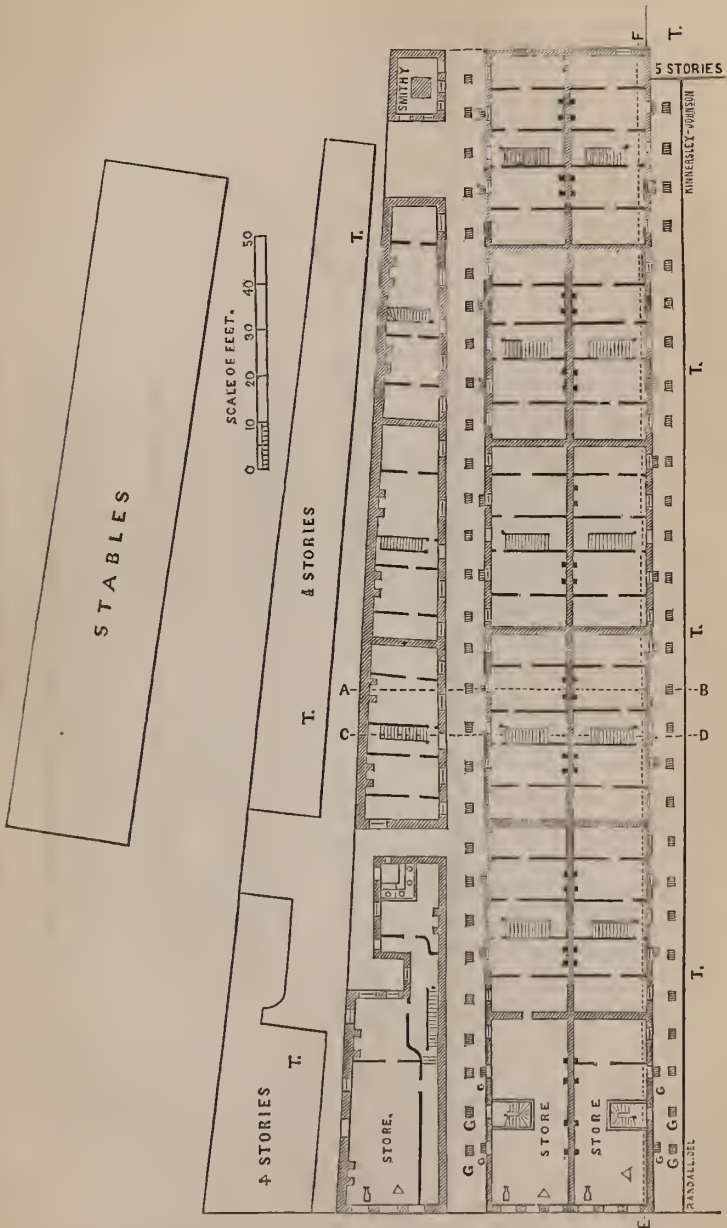 SMITHY
F
T.
5 STORIES
KINNERSLEY-JOHNSON
STABLES
SCALE OF FEET.
0 10 20 30 40 50
4 STORIES
T.
T.
T.
T.
A B
C D
4 STORIES
T.
T.
STORE.
STORE
STORE
G
G
G
G
G
G
G
G
E
RANDALL.DEL